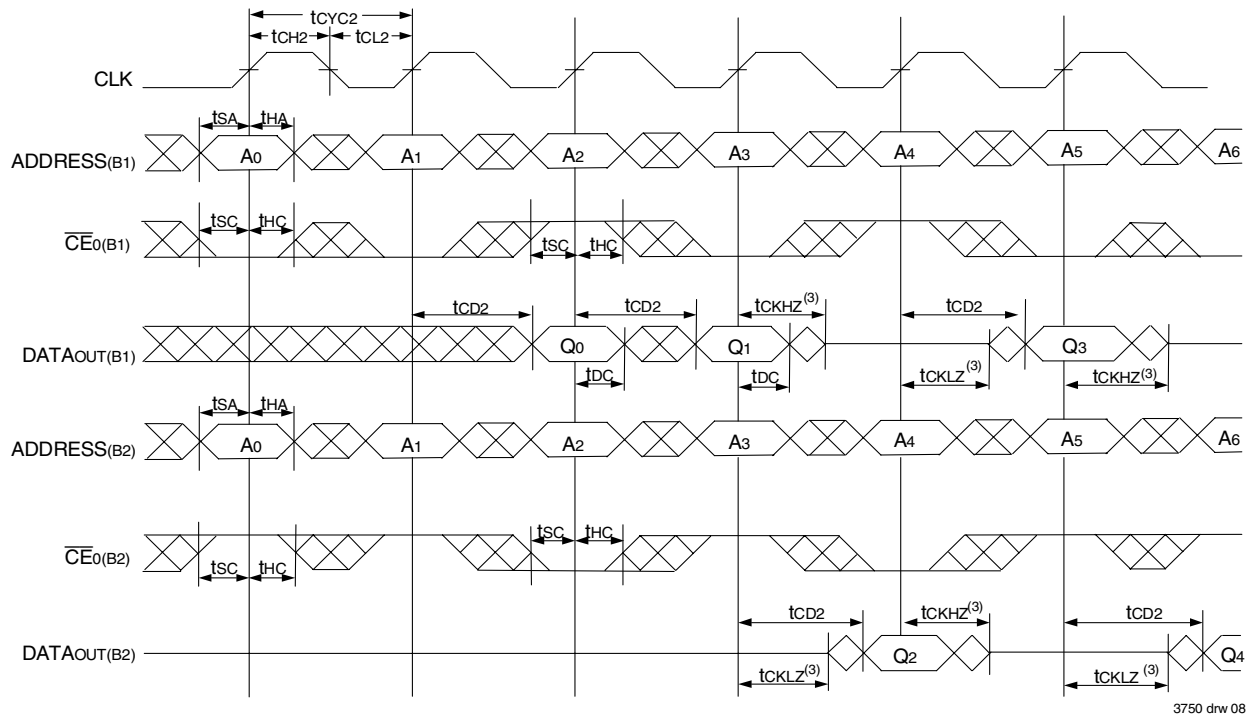 tCYC2
tCH2 tCL2
CLK
tSA tHA
ADDRESS(B1) A0 A1 A2 A3 A4 A5 A6
tSC tHC
CE0(B1)
tSC tHC
tCD2 tCD2 tCKHZ(3) tCD2
DATAOUT(B1) Q0 Q1 Q3
tDC tDC tCKLZ(3) tCKHZ(3)
tSA tHA
ADDRESS(B2) A0 A1 A2 A3 A4 A5 A6
tSC tHC
CE0(B2)
tSC tHC
tCD2 tCKHZ(3) tCD2
DATAOUT(B2) Q2 Q4
tCKLZ(3) tCKLZ(3)
3750 drw 08